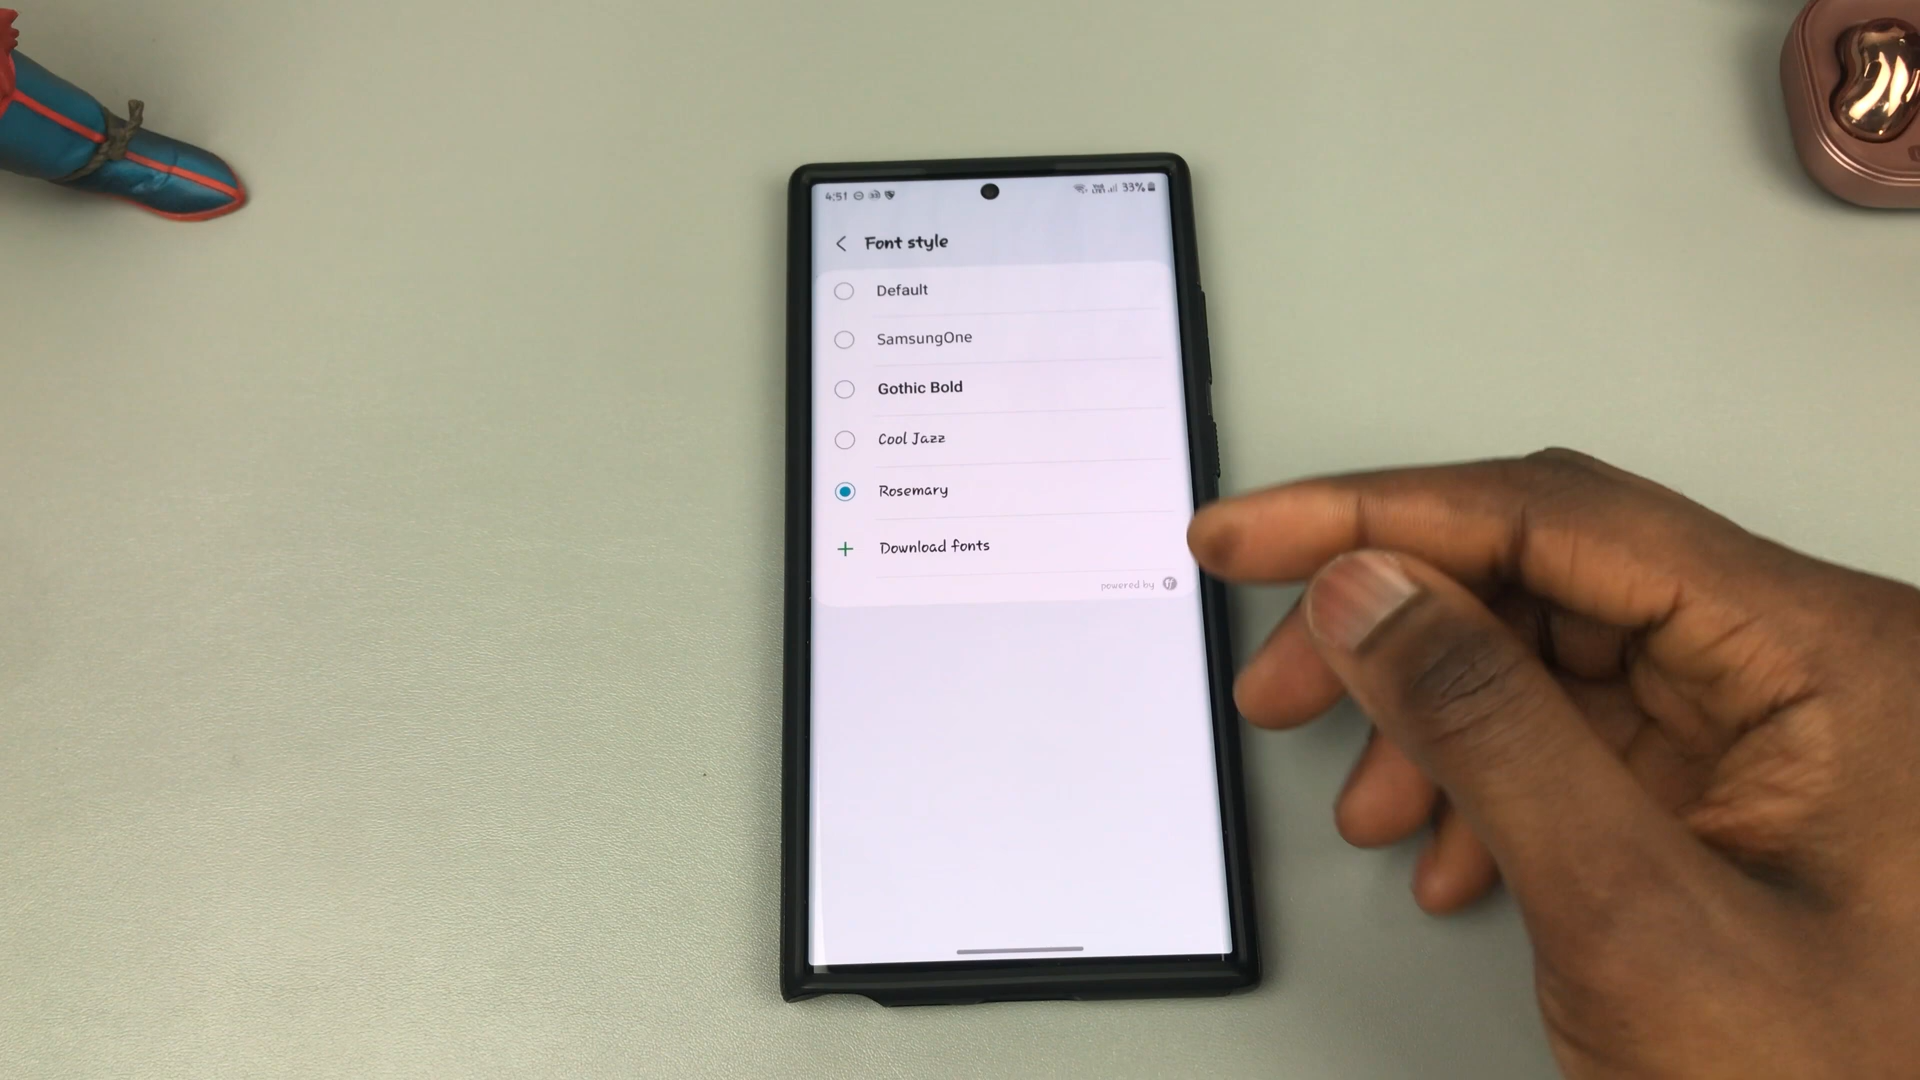 4:51 33%
Font style
Default
SamsungOne
Gothic Bold
Cool Jazz
Rosemary
Download fonts
powered by